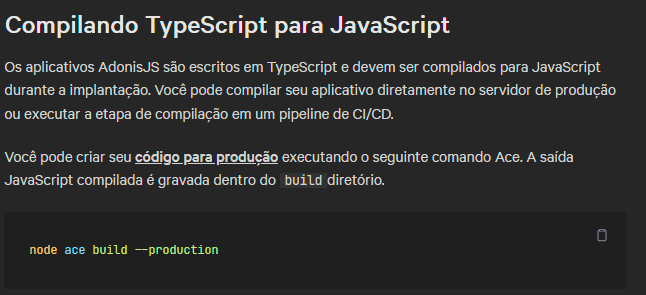 Compilando TypeScript para JavaScript
Os aplicativos AdonisJS são escritos em TypeScript e devem ser compilados para JavaScript
durante a implantação. Você pode compilar seu aplicativo diretamente no servidor de produção
ou executar a etapa de compilação em um pipeline de CI/CD.
Você pode criar seu código para produção executando o seguinte comando Ace. A saída
JavaScript compilada é gravada dentro do build diretório.
node ace build --production